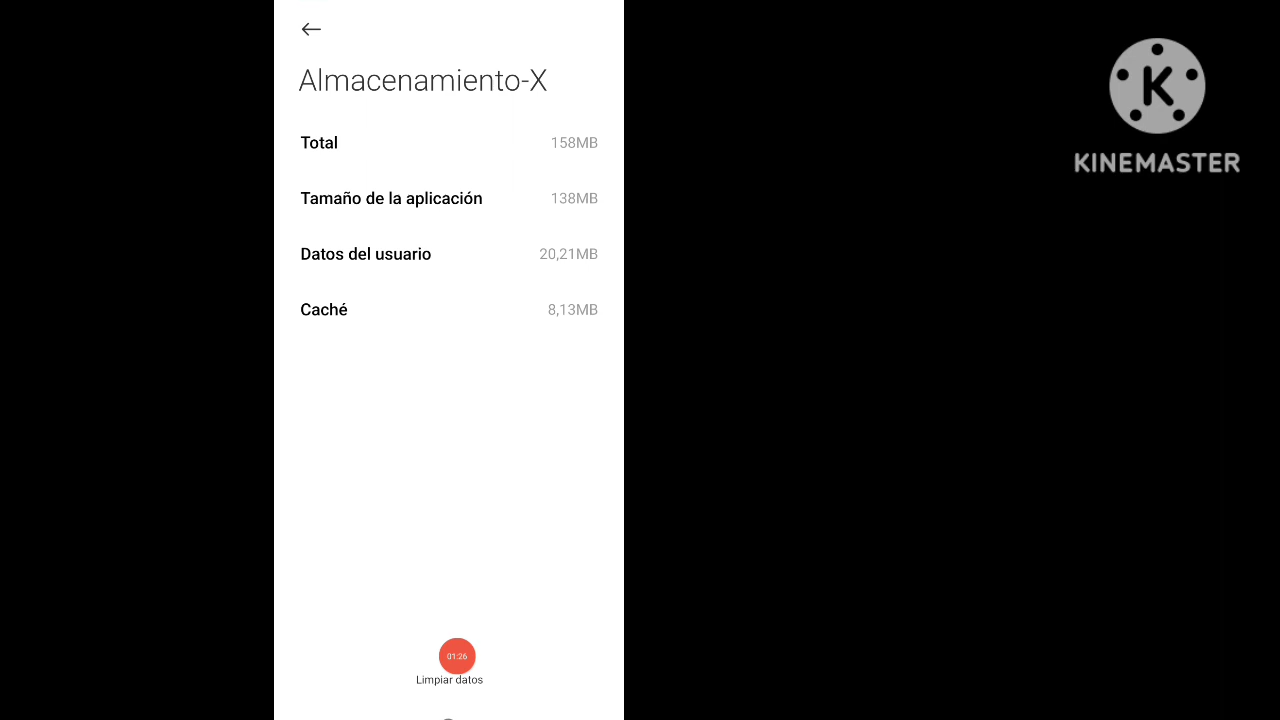 Almacenamiento-X
Total 158MB
Tamaño de la aplicación 138MB
Datos del usuario 20,21MB
Caché 8,13MB
01:26
Limpiar datos
K
KINEMASTER